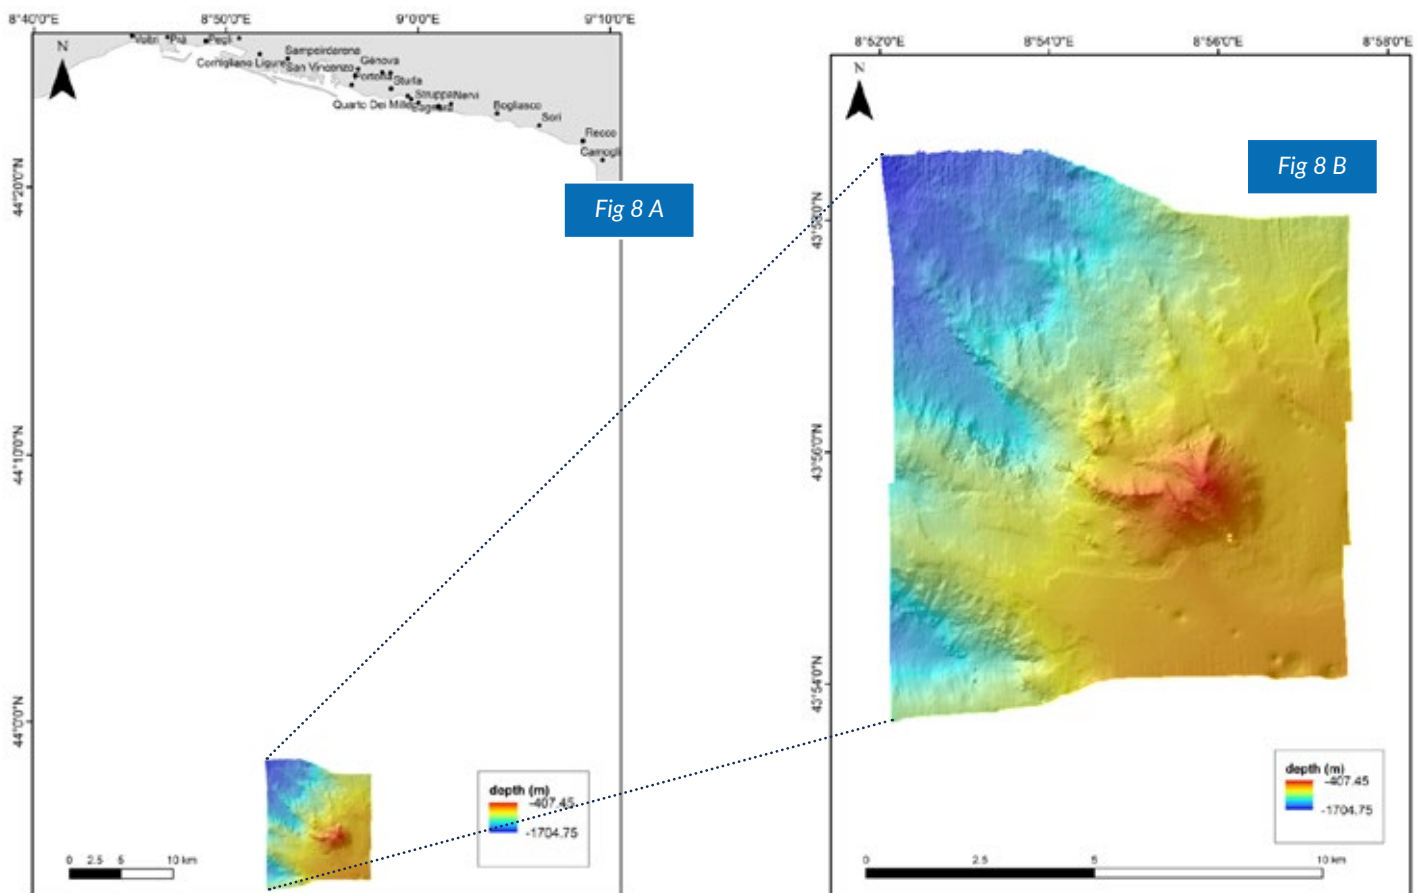 8°40'0"E 8°50'0"E 9°0'0"E 9°10'0"E
N
Voltri Prà Pegli
Sampierdarena
Cornigliano Ligure
Genova
San Vincenzo
Portoria
Sturla
Struppa Nervi
Quarto Dei Mille
Bogliasco
Sori
Recco
Camogli
Fig 8 A
44°20'0"N
44°10'0"N
44°0'0"N
depth (m)
-407.45
-1704.75
0 2.5 5 10 km
8°52'0"E 8°54'0"E 8°56'0"E 8°58'0"E
N
Fig 8 B
43°58'0"N
43°56'0"N
43°54'0"N
depth (m)
-407.45
-1704.75
0 2.5 5 10 km